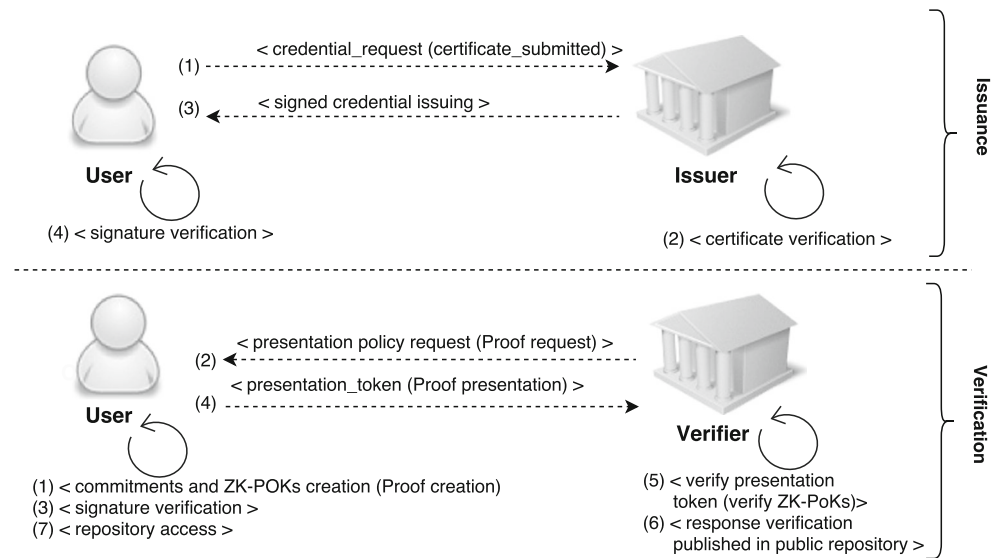 < credential_request (certificate_submitted) >
(1)
(3) < signed credential issuing >
User
Issuer
(4) < signature verification >
(2) < certificate verification >
Issuance
< presentation policy request (Proof request) >
(2)
< presentation_token (Proof presentation) >
(4)
User
Verifier
(1) < commitments and ZK-POKs creation (Proof creation)
(3) < signature verification >
(7) < repository access >
(5) < verify presentation
token (verify ZK-PoKs)>
(6) < response verification
published in public repository >
Verification